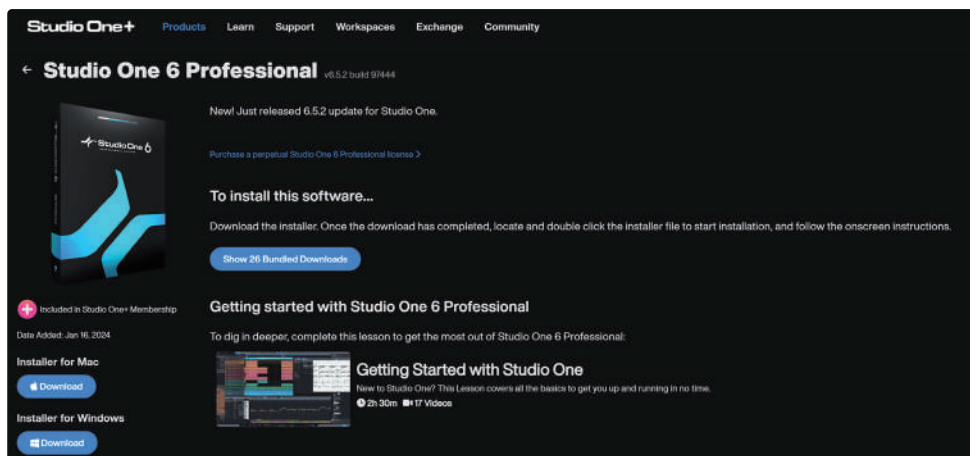 Studio One+ Products Learn Support Workspaces Exchange Community
← Studio One 6 Professional v6.5.2 build 97444
New! Just released 6.5.2 update for Studio One.
Studio One 6
Purchase a perpetual Studio One 6 Professional license >
To install this software...
Download the installer. Once the download has completed, locate and double click the installer file to start installation, and follow the onscreen instructions.
Show 26 Bundled Downloads
Included in Studio One+ Membership
Date Added: Jan 16, 2024
Installer for Mac
Download
Installer for Windows
Download
Getting started with Studio One 6 Professional
To dig in deeper, complete this lesson to get the most out of Studio One 6 Professional:
Getting Started with Studio One
New to Studio One? This Lesson covers all the basics to get you up and running in no time.
2h 30m 17 Videos